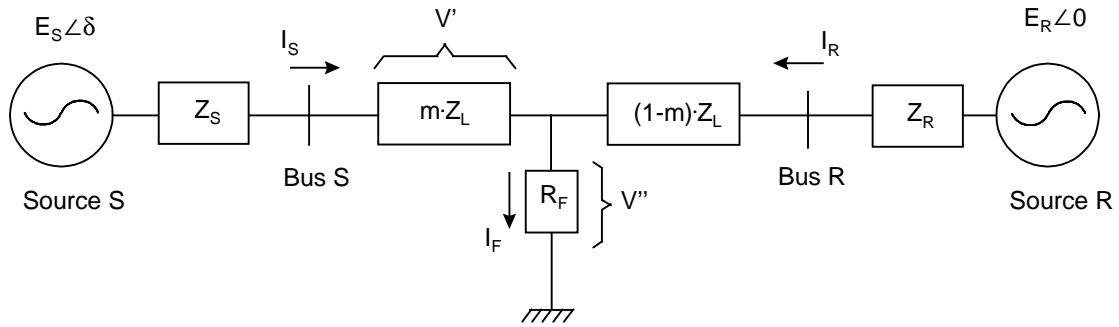 E_S∠δ
V'
E_R∠0
I_S
I_R
Z_S
m·Z_L
(1-m)·Z_L
Z_R
Bus S
Bus R
R_F
V"
Source S
Source R
I_F